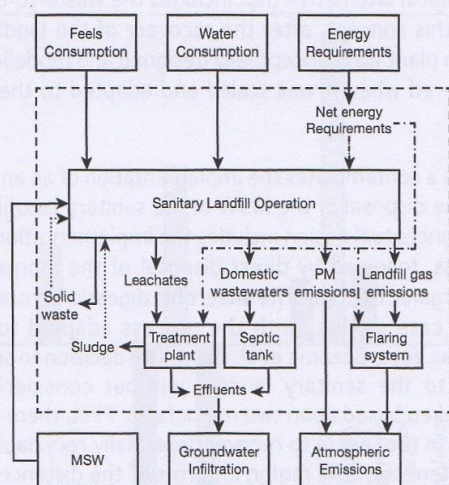 Feels
Consumption
Water
Consumption
Energy
Requirements
Net energy
Requirements
Sanitary Landfill Operation
Leachates
Domestic
wastewaters
PM
emissions
Landfill gas
emissions
Solid
waste
Sludge
Treatment
plant
Septic
tank
Flaring
system
Effluents
MSW
Groundwater
Infiltration
Atmospheric
Emissions